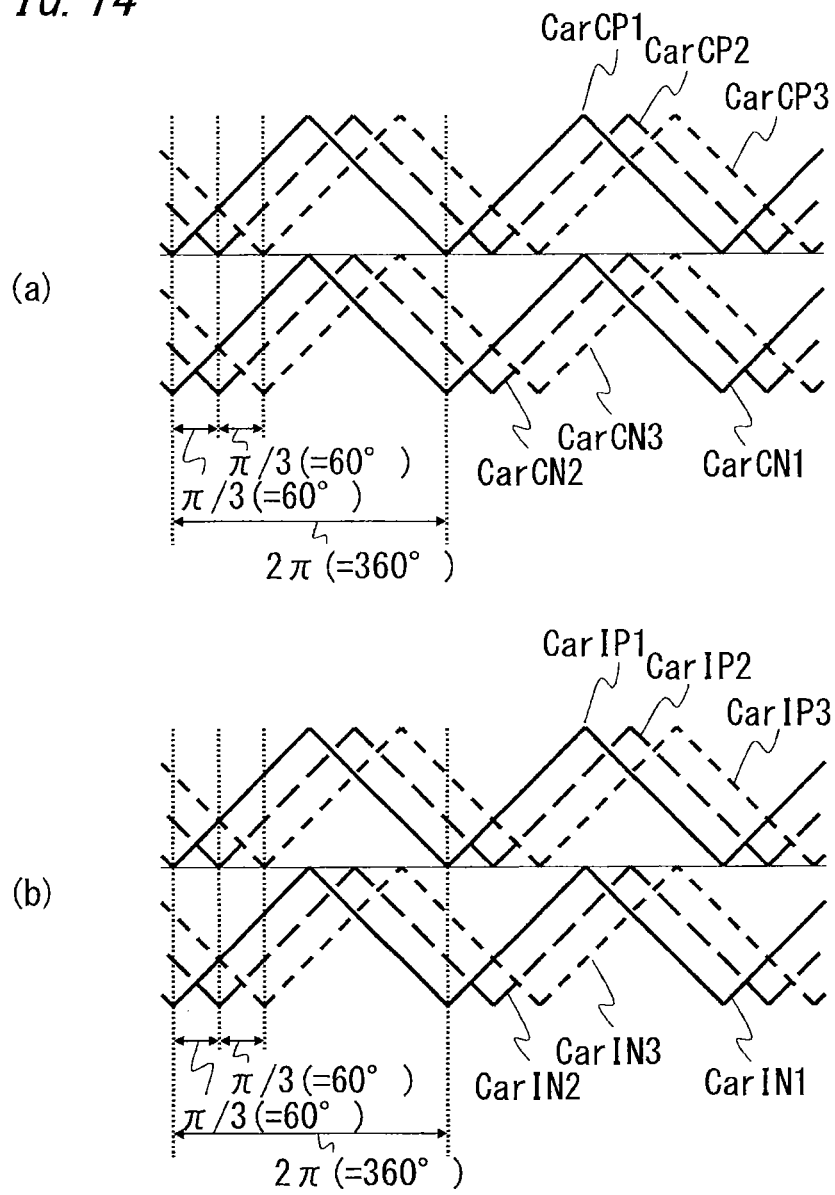 CarCP1
CarCP2
CarCP3
(a)
CarCN3
CarCN2
CarCN1
π/3(=60° )
π/3(=60° )
2π(=360° )
CarIP1
CarIP2
CarIP3
(b)
CarIN3
CarIN2
CarIN1
π/3(=60° )
π/3(=60° )
2π(=360° )